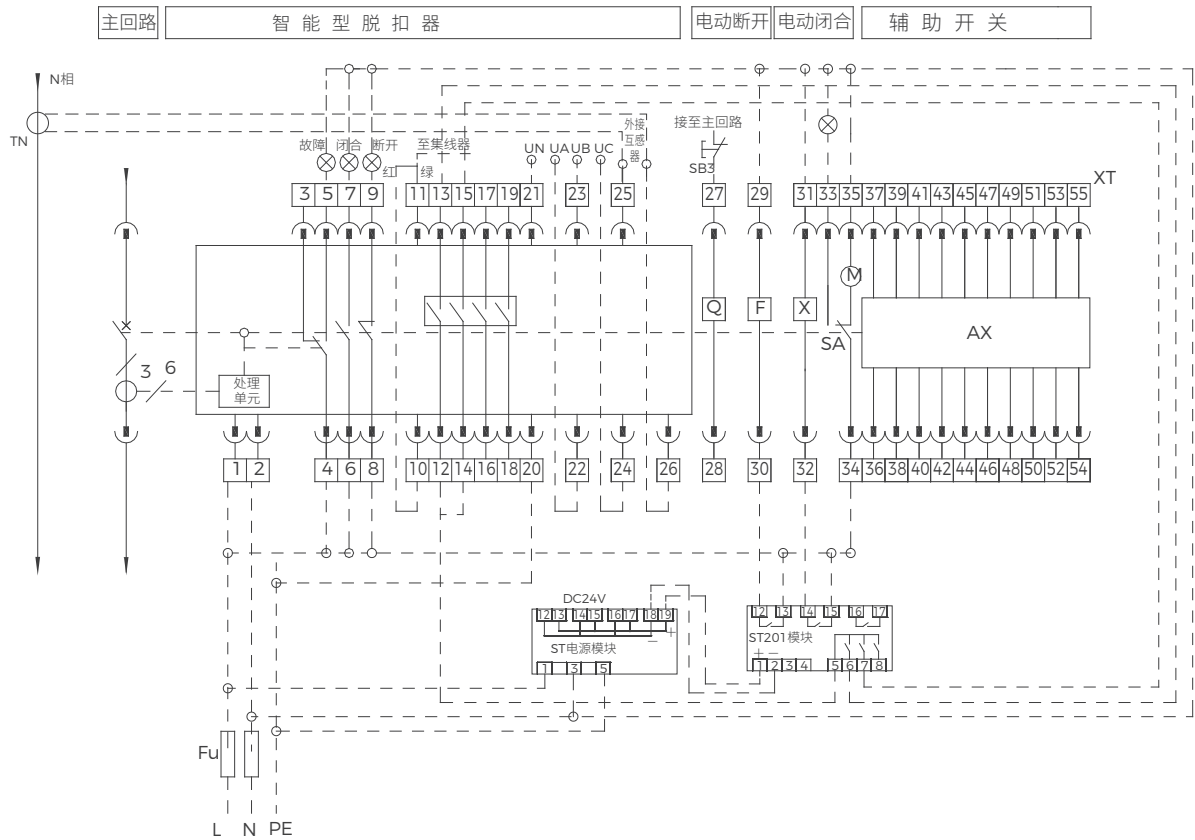 主回路 智能型脱扣器 电动断开 电动闭合 辅助开关
N相
TN
故障 闭合 断开 至集线器 外接互感器 接至主回路
红 绿 UN UA UB UC SB3
3 5 7 9 11 13 15 17 19 21 23 25 27 29 31 33 35 37 39 41 43 45 47 49 51 53 55 XT
M
Q F X AX
SA
3 6
处理
单元
1 2 4 6 8 10 12 14 16 18 20 22 24 26 28 30 32 34 36 38 40 42 44 46 48 50 52 54
DC24V
12 13 14 15 16 17 18 19 12 13 14 15 16 17
− +
ST电源模块 ST201模块
+ −
1 3 5 1 2 3 4 5 6 7 8
Fu
L N PE